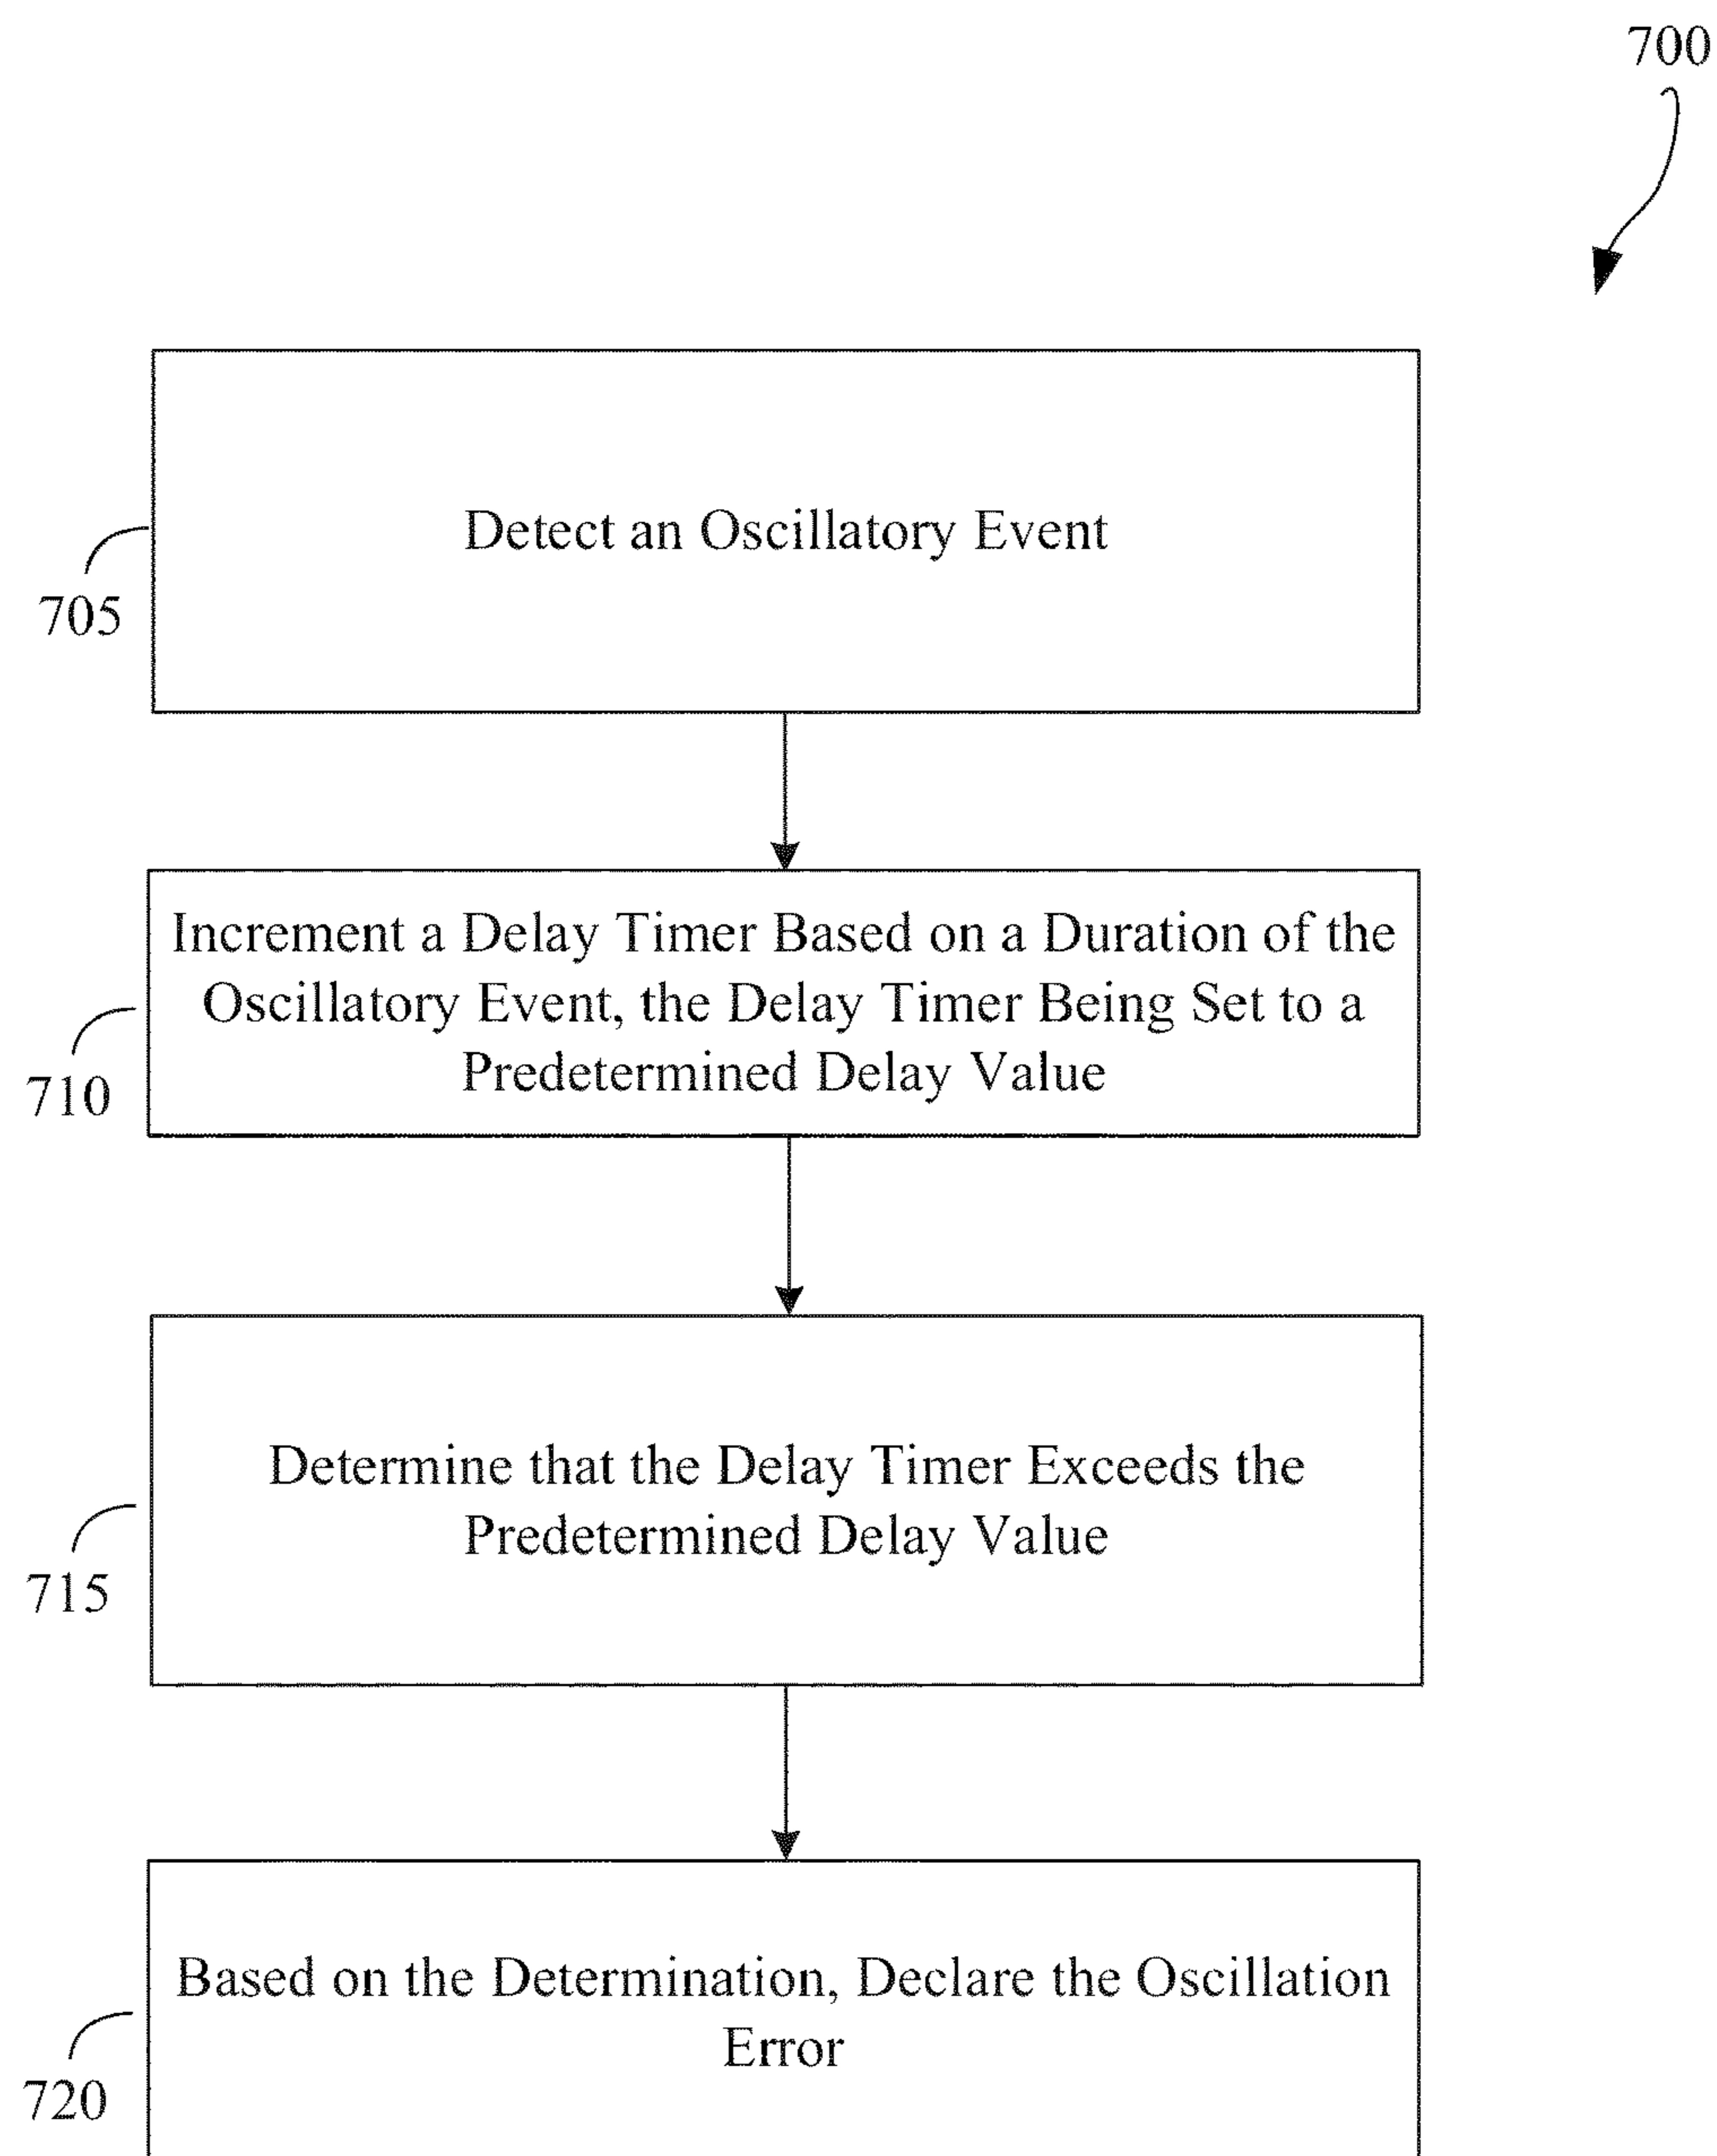 700
Detect an Oscillatory Event
705
Increment a Delay Timer Based on a Duration of the
Oscillatory Event, the Delay Timer Being Set to a
Predetermined Delay Value
710
Determine that the Delay Timer Exceeds the
Predetermined Delay Value
715
Based on the Determination, Declare the Oscillation
Error
720